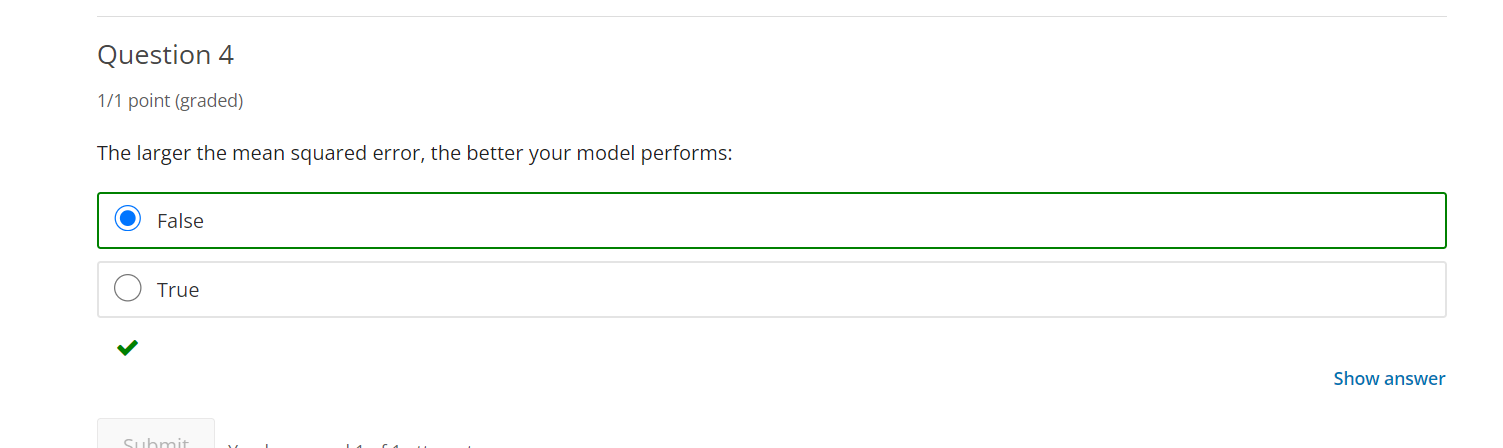 Question 4
1/1 point (graded)
The larger the mean squared error, the better your model performs:
False
True
Show answer
Submit